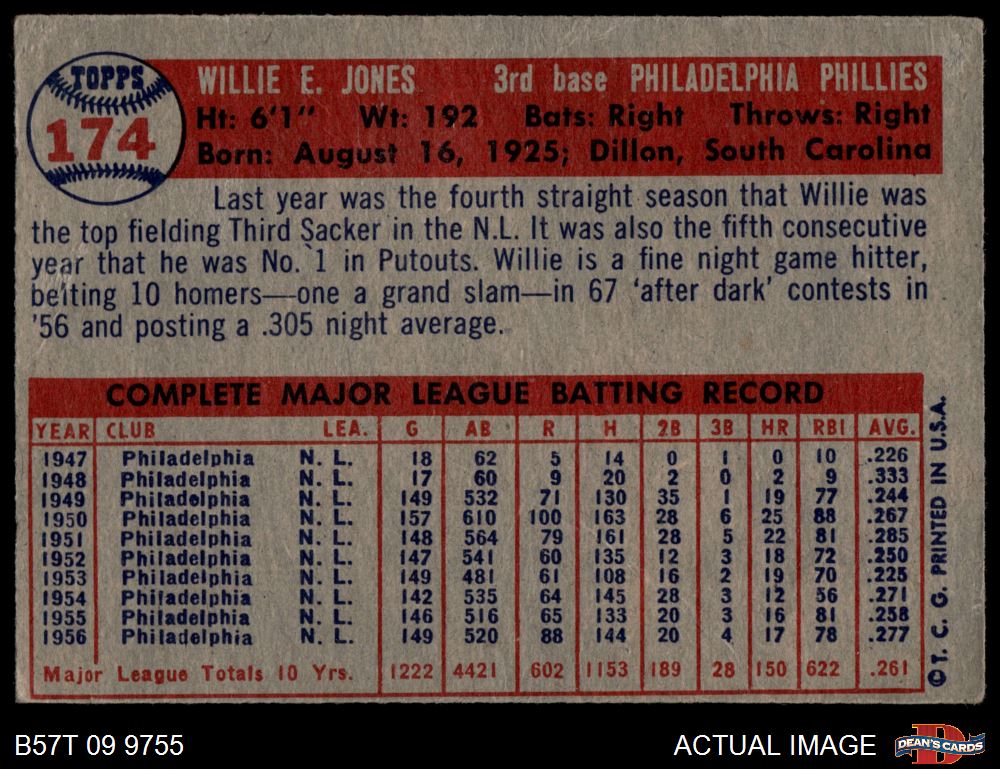 TOPPS
174
WILLIE E. JONES 3rd base PHILADELPHIA PHILLIES
Ht: 6'1" Wt: 192 Bats: Right Throws: Right
Born: August 16, 1925; Dillon, South Carolina
Last year was the fourth straight season that Willie was
the top fielding Third Sacker in the N.L. It was also the fifth consecutive
year that he was No. 1 in Putouts. Willie is a fine night game hitter,
belting 10 homers—one a grand slam—in 67 'after dark' contests in
'56 and posting a .305 night average.
COMPLETE MAJOR LEAGUE BATTING RECORD
YEAR CLUB LEA. G AB R H 2B 3B HR RBI AVG.
1947 Philadelphia N. L. 18 62 5 14 0 1 0 10 .226
1948 Philadelphia N. L. 17 60 9 20 2 0 2 9 .333
1949 Philadelphia N. L. 149 532 71 130 35 1 19 77 .244
1950 Philadelphia N. L. 157 610 100 163 28 6 25 88 .267
1951 Philadelphia N. L. 148 564 79 161 28 5 22 81 .285
1952 Philadelphia N. L. 147 541 60 135 12 3 18 72 .250
1953 Philadelphia N. L. 149 481 61 108 16 2 19 70 .225
1954 Philadelphia N. L. 142 535 64 145 28 3 12 56 .271
1955 Philadelphia N. L. 146 516 65 133 20 3 16 81 .258
1956 Philadelphia N. L. 149 520 88 144 20 4 17 78 .277
Major League Totals 10 Yrs. 1222 4421 602 1153 189 28 150 622 .261
© T. C. G. PRINTED IN U.S.A.
B57T 09 9755
ACTUAL IMAGE
D
DEAN'S CARDS